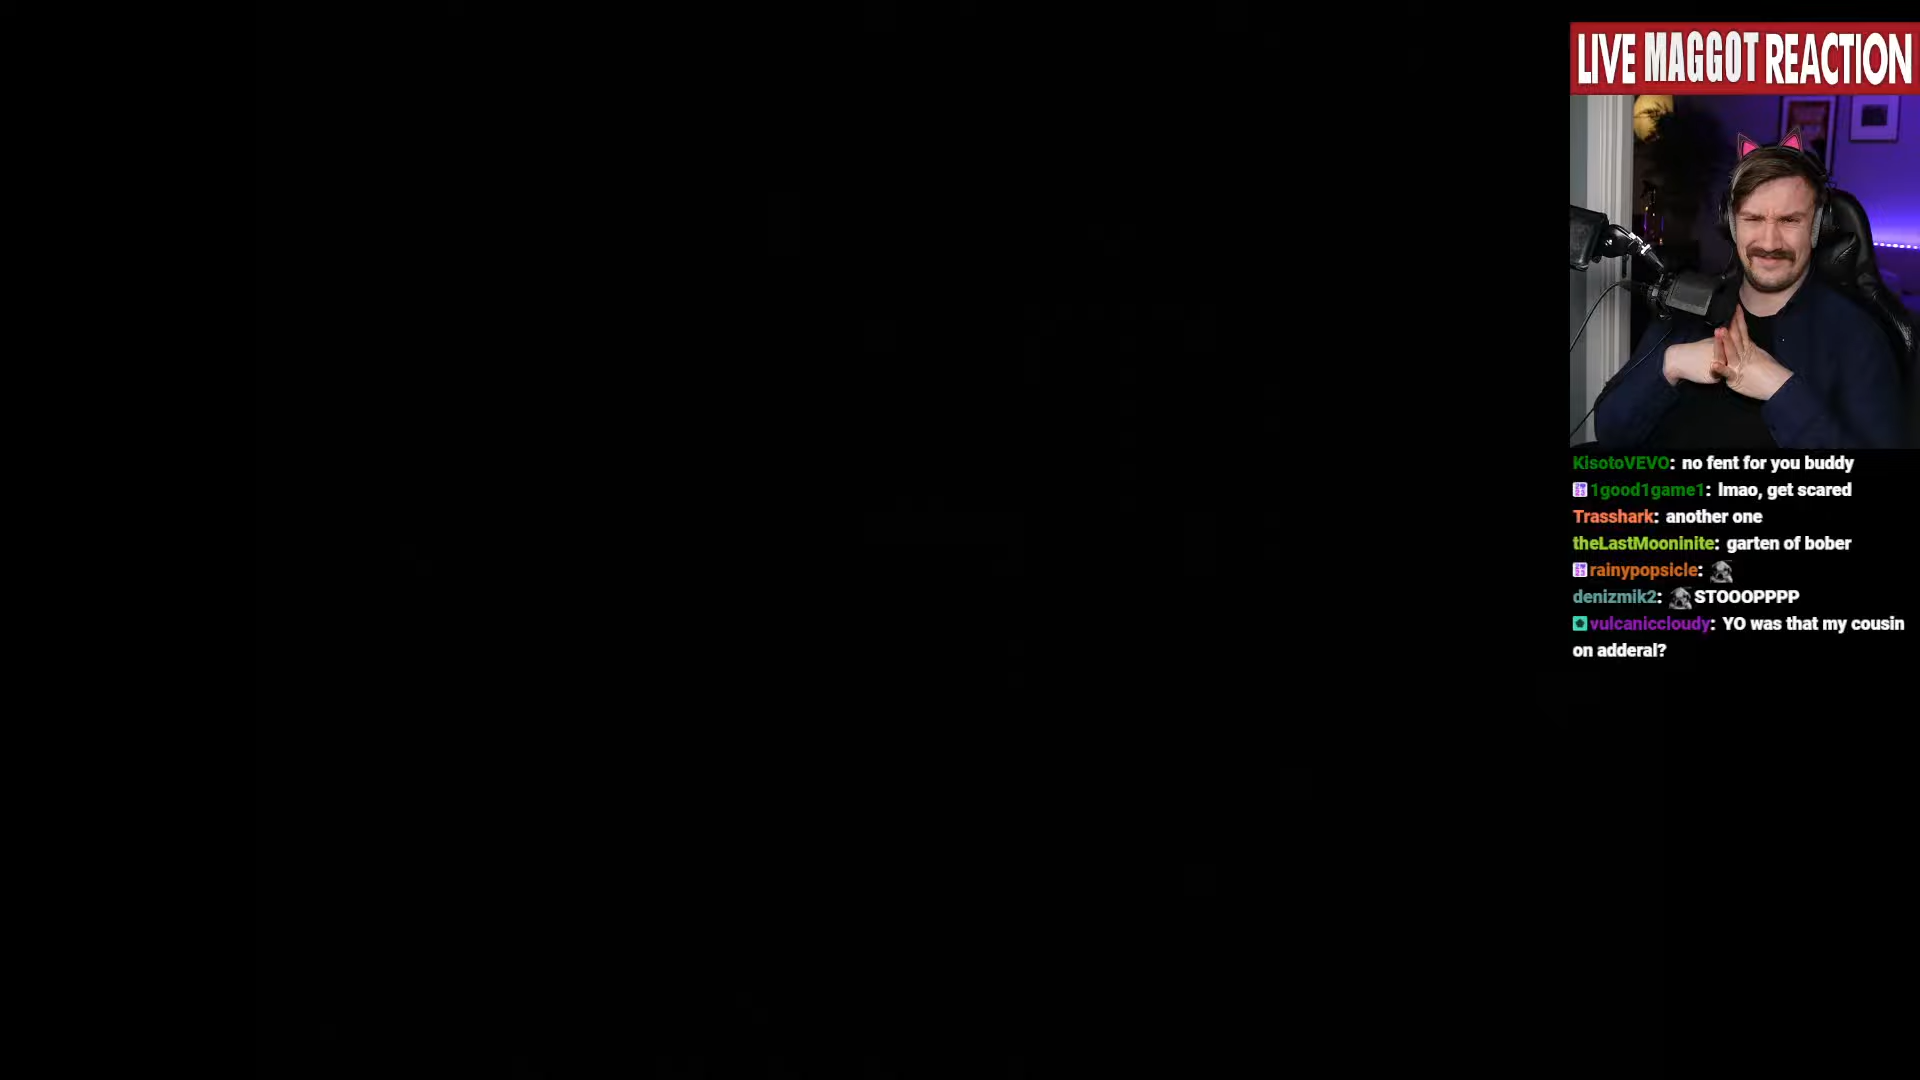 LIVE MAGGOT REACTION
KisotoVEVO: no fent for you buddy
1good1game1: lmao, get scared
Trasshark: another one
theLastMooninite: garten of bober
rainypopsicle:
denizmik2: STOOOPPPP
vulcaniccloudy: YO was that my cousin
on adderal?